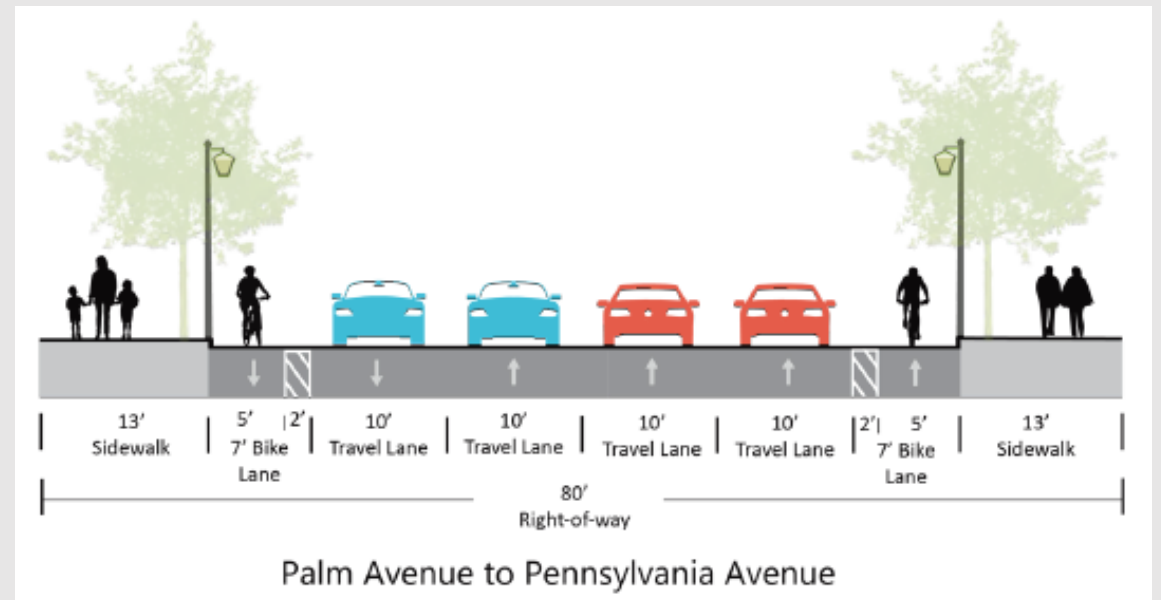 13’ 5’ 2’ 10’ 10’ 10’ 10’ 2’ 5’ 13’
Sidewalk 7’ Bike Travel Lane Travel Lane Travel Lane Travel Lane 7’ Bike Sidewalk
Lane Lane
80’
Right-of-way
Palm Avenue to Pennsylvania Avenue